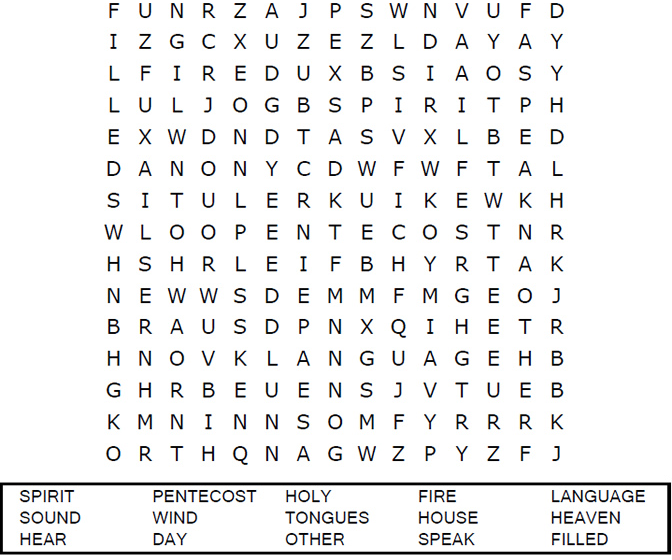 F U N R Z A J P S W N V U F D
I Z G C X U Z E Z L D A Y A Y
L F I R E D U X B S I A O S Y
L U L J O G B S P I R I T P H
E X W D N D T A S V X L B E D
D A N O N Y C D W F W F T A L
S I T U L E R K U I K E W K H
W L O O P E N T E C O S T N R
H S H R L E I F B H Y R T A K
N E W W S D E M M F M G E O J
B R A U S D P N X Q I H E T R
H N O V K L A N G U A G E H B
G H R B E U E N S J V T U E B
K M N I N N S O M F Y R R R K
O R T H Q N A G W Z P Y Z F J
SPIRIT PENTECOST HOLY FIRE LANGUAGE
SOUND WIND TONGUES HOUSE HEAVEN
HEAR DAY OTHER SPEAK FILLED